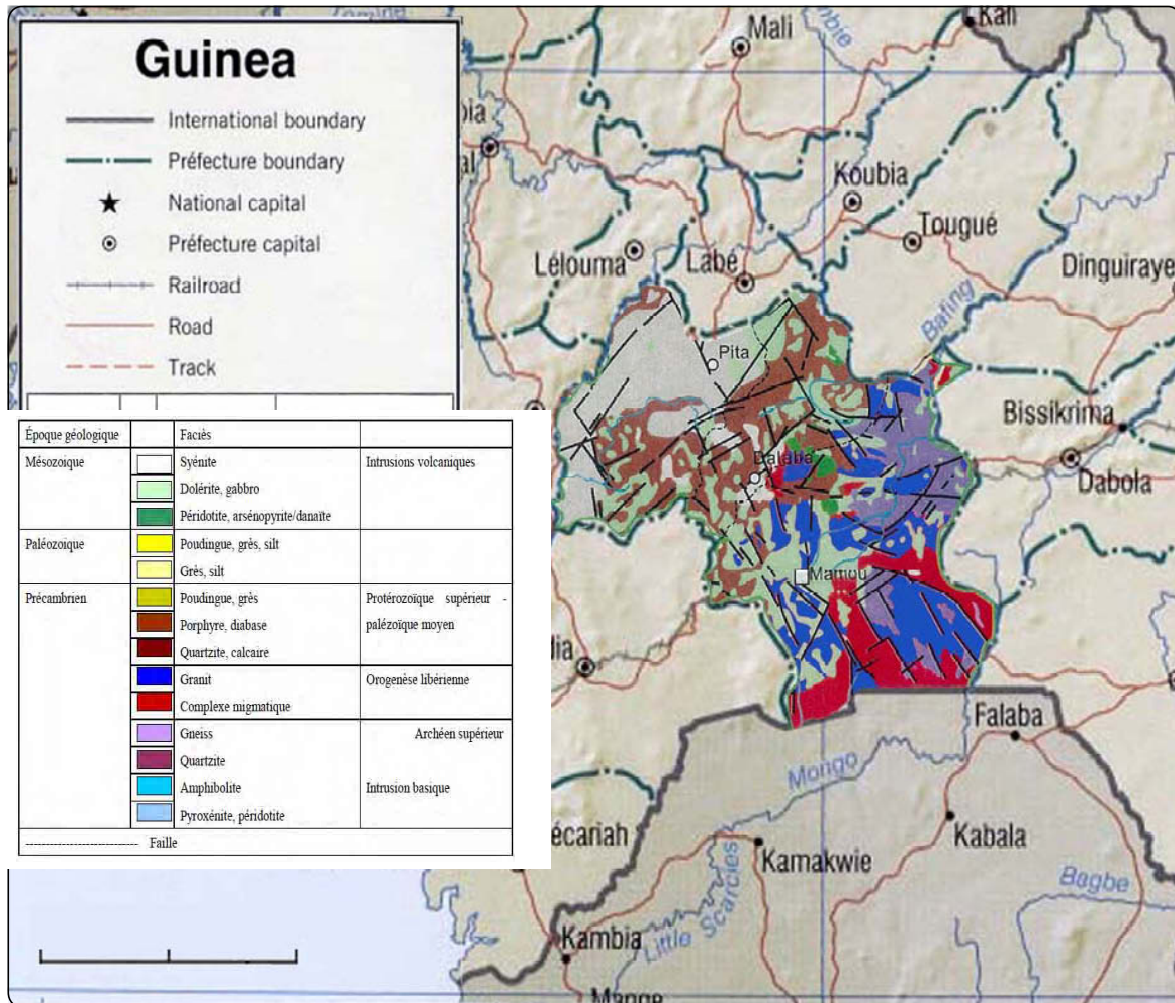 Guinea
International boundary
Préfecture boundary
National capital
Préfecture capital
Railroad
Road
Track
Époque géologique Faciès
Mésozoique Syénite Intrusions volcaniques
Dolérite, gabbro
Péridotite, arsénopyrite/danaïte
Paléozoique Poudingue, grès, silt
Grès, silt
Précambrien Poudingue, grès Protérozoïque supérieur -
Porphyre, diabase palézoïque moyen
Quartzite, calcaire
Granit Orogenèse libérienne
Complexe migmatique
Gneiss Archéen supérieur
Quartzite
Amphibolite Intrusion basique
Pyroxénite, péridotite
Faille
Mali
Kali
Koubia
Tougué
Lélouma
Labé
Dinguiraye
Bafing
Pita
Bissikrima
Dalaba
Dabola
Mamou
Falaba
Mongo
écariah
Kamakwie
Kabala
Bagbe
Little Scarcies
Kambia
Mange